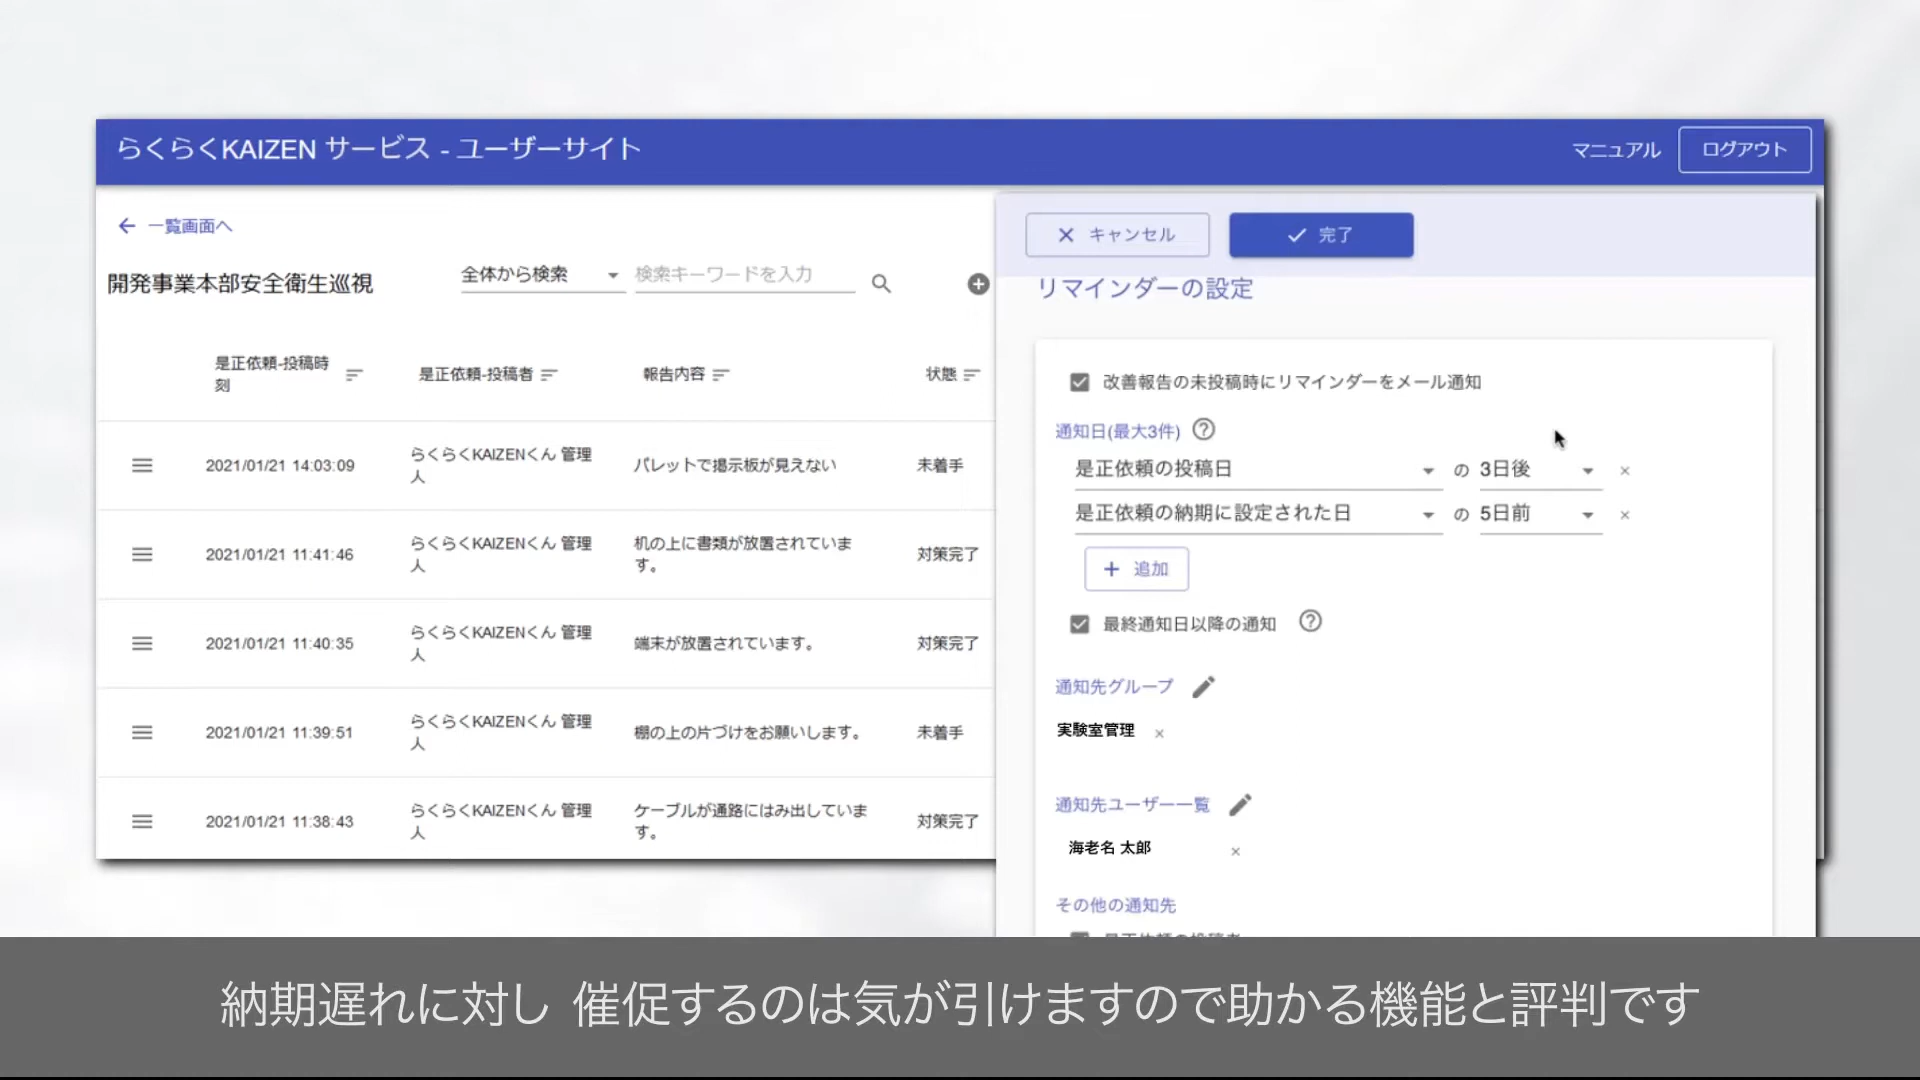 らくらくKAIZEN サービス - ユーザーサイト
マニュアル
ログアウト
一覧画面へ
開発事業本部安全衛生巡視
全体から検索
検索キーワードを入力
是正依頼-投稿時
刻
是正依頼-投稿者
報告内容
状態
2021/01/21 14:03:09
らくらくKAIZENくん 管理
人
パレットで掲示板が見えない
未着手
2021/01/21 11:41:46
らくらくKAIZENくん 管理
人
机の上に書類が放置されていま
す。
対策完了
2021/01/21 11:40:35
らくらくKAIZENくん 管理
人
端末が放置されています。
対策完了
2021/01/21 11:39:51
らくらくKAIZENくん 管理
人
棚の上の片づけをお願いします。
未着手
2021/01/21 11:38:43
らくらくKAIZENくん 管理
人
ケーブルが通路にはみ出していま
す。
対策完了
キャンセル
完了
リマインダーの設定
改善報告の未投稿時にリマインダーをメール通知
通知日(最大3件)
是正依頼の投稿日 の 3日後
是正依頼の納期に設定された日 の 5日前
追加
最終通知日以降の通知
通知先グループ
実験室管理
通知先ユーザー一覧
海老名 太郎
その他の通知先
納期遅れに対し 催促するのは気が引けますので助かる機能と評判です